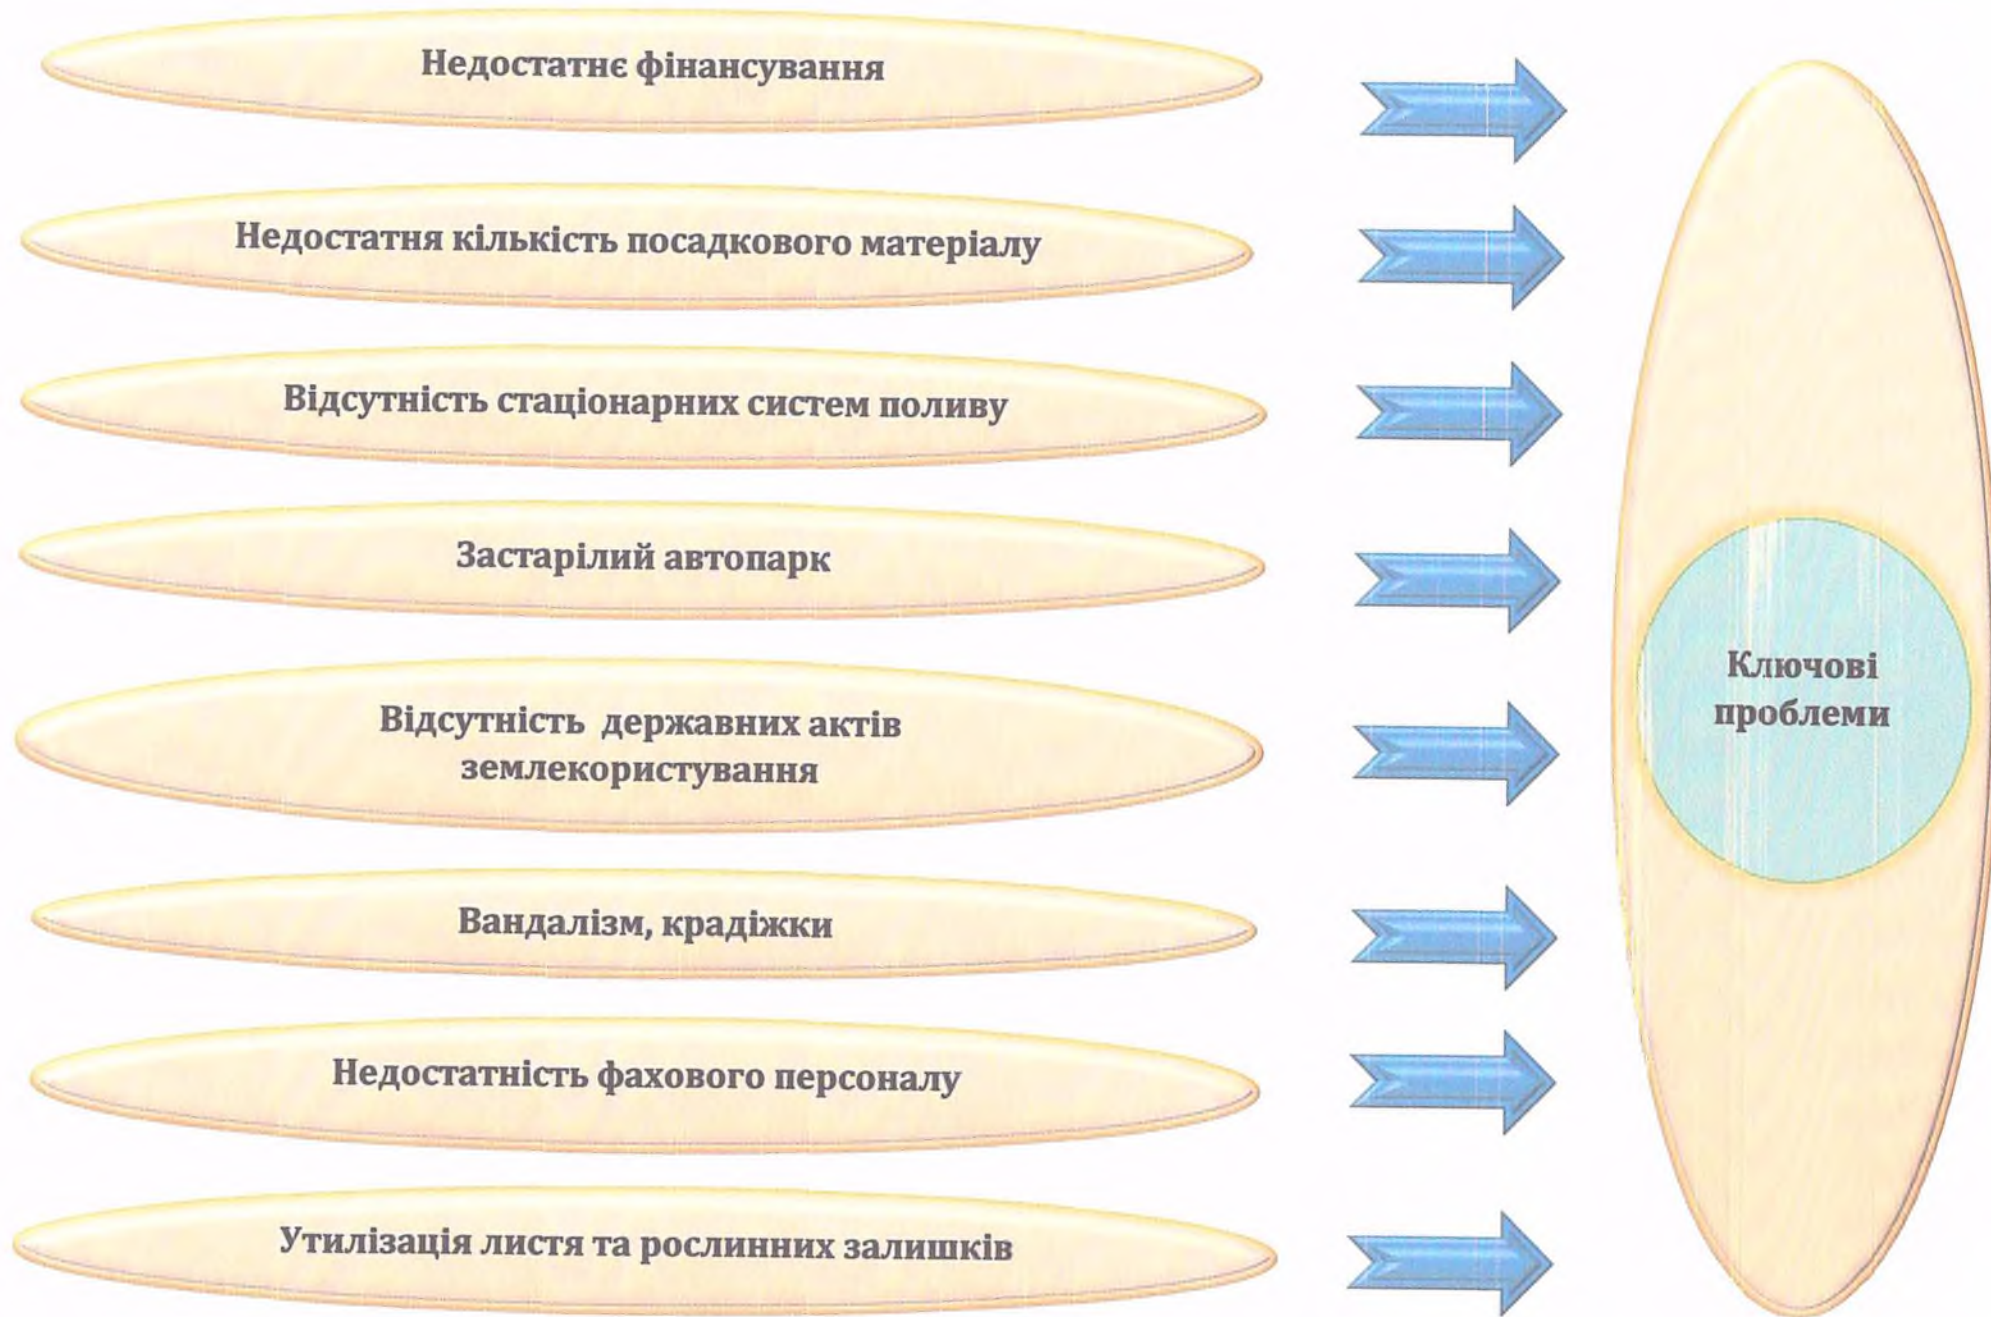 Недостатнє фінансування
Недостатня кількість посадкового матеріалу
Відсутність стаціонарних систем поливу
Застарілий автопарк
Відсутність державних актів
землекористування
Вандалізм, крадіжки
Недостатність фахового персоналу
Утилізація листя та рослинних залишків
Ключові
проблеми